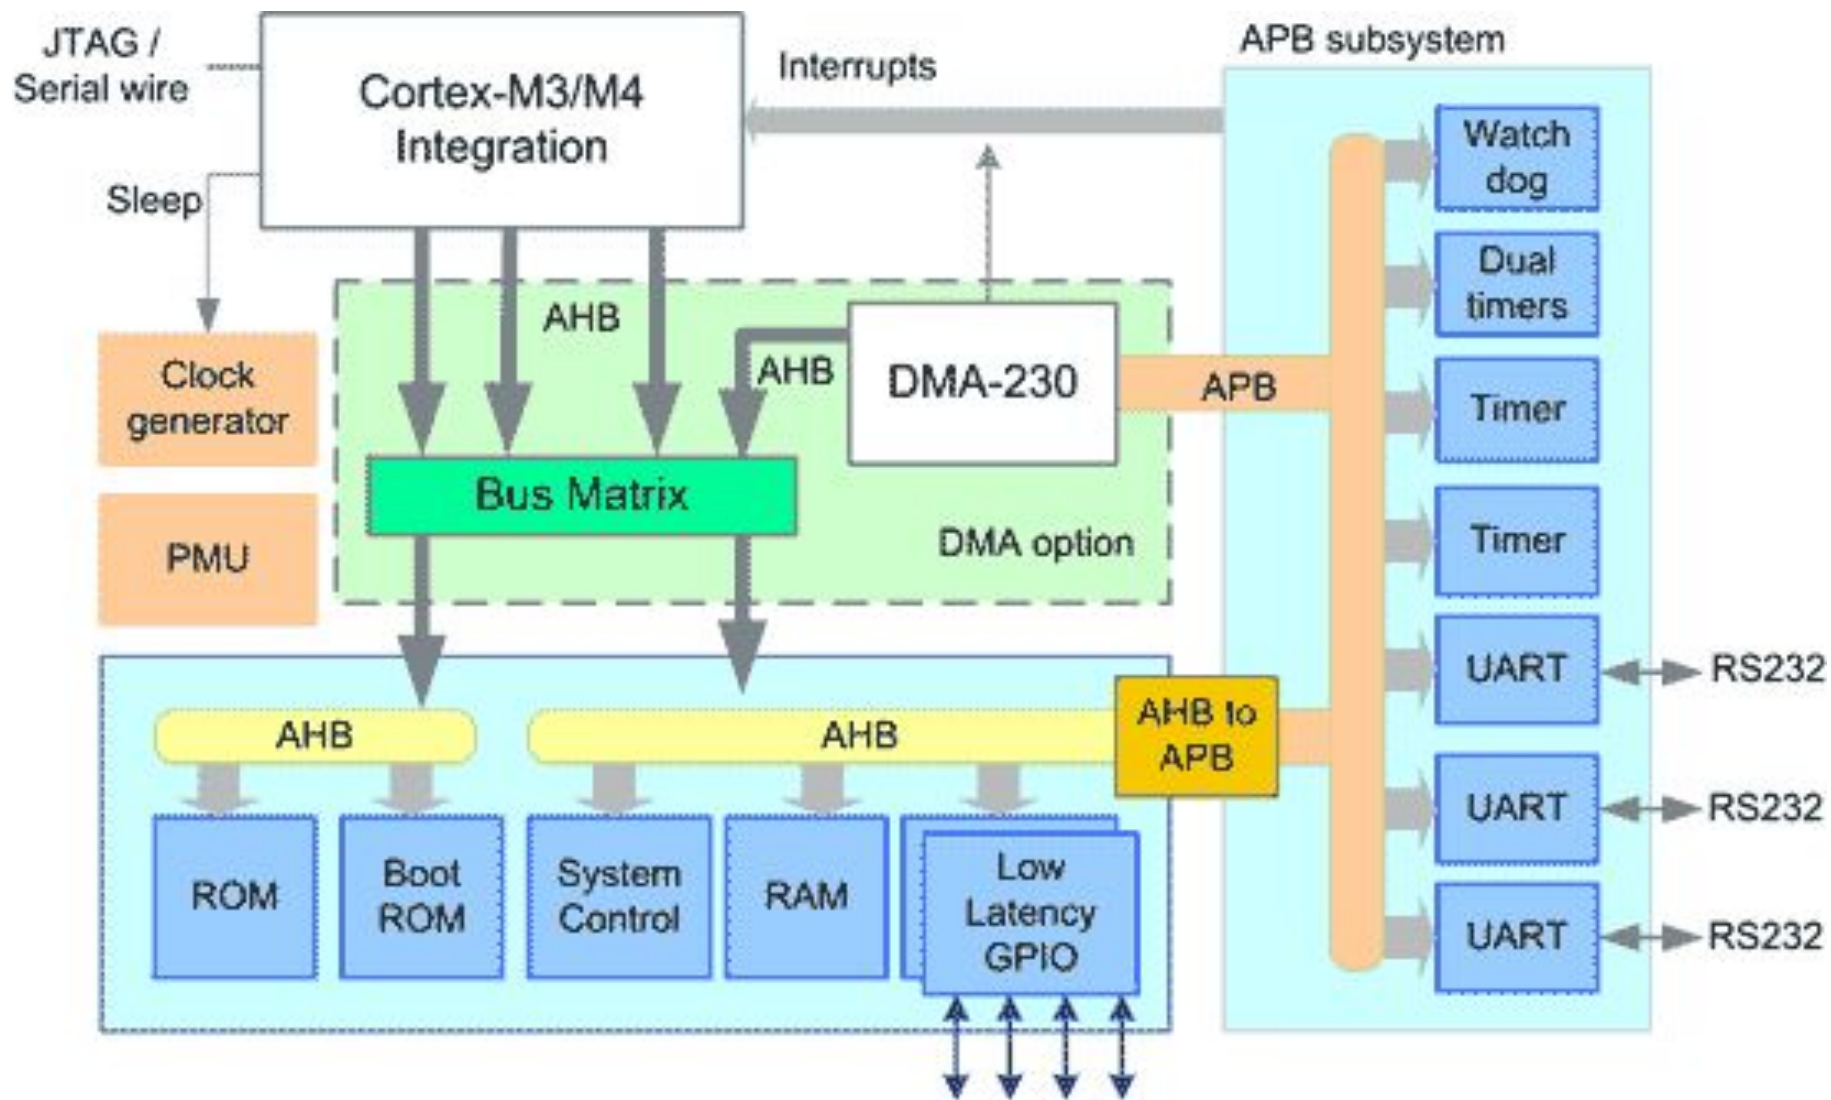 JTAG /
Serial wire
Cortex-M3/M4
Integration
Interrupts
APB subsystem
Sleep
Watch
dog
Dual
timers
AHB
AHB
DMA-230
APB
Clock
generator
Timer
Bus Matrix
DMA option
Timer
PMU
UART
RS232
AHB
AHB
AHB to
APB
UART
RS232
ROM
Boot
ROM
System
Control
RAM
Low
Latency
GPIO
UART
RS232